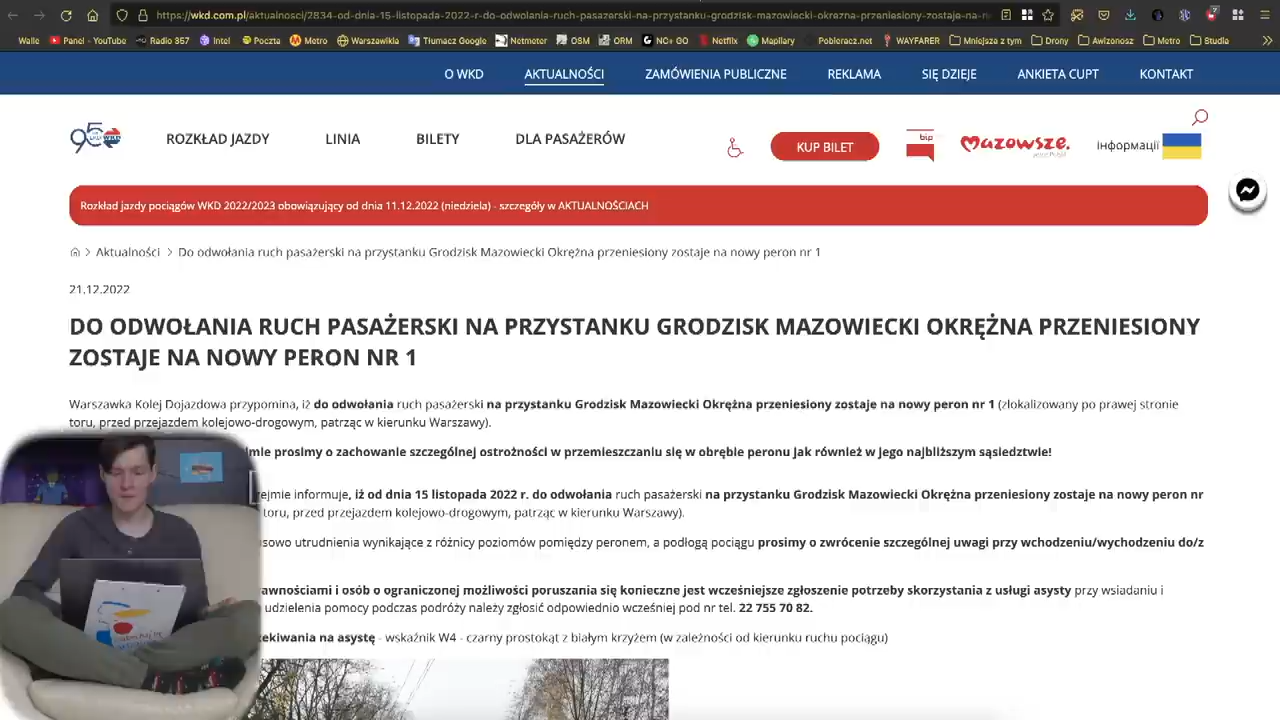 https://wkd.com.pl/aktualnosci/2834-od-dnia-15-listopada-2022-r-do-odwolania-ruch-pasazerski-na-przystanku-grodzisk-mazowiecki-okrezna-przeniesiony-zostaje-na-n
Walle Panel - YouTube Radio 357 Intel Poczta Metro Warszawikia Tłumacz Google Netmeter OSM ORM NC+ GO Netflix Mapilary Pobieracz.net WAYFARER Mniejsza z tym Drony Awizonosz Metro Studia
O WKD AKTUALNOŚCI ZAMÓWIENIA PUBLICZNE REKLAMA SIĘ DZIEJE ANKIETA CUPT KONTAKT
95 WKD ROZKŁAD JAZDY LINIA BILETY DLA PASAŻERÓW KUP BILET bip Mazowsze. інформації
Rozkład jazdy pociągów WKD 2022/2023 obowiązujący od dnia 11.12.2022 (niedziela) - szczegóły w AKTUALNOŚCIACH
Aktualności > Do odwołania ruch pasażerski na przystanku Grodzisk Mazowiecki Okrężna przeniesiony zostaje na nowy peron nr 1
21.12.2022
DO ODWOŁANIA RUCH PASAŻERSKI NA PRZYSTANKU GRODZISK MAZOWIECKI OKRĘŻNA PRZENIESIONY
ZOSTAJE NA NOWY PERON NR 1
Warszawka Kolej Dojazdowa przypomina, iż do odwołania ruch pasażerski na przystanku Grodzisk Mazowiecki Okrężna przeniesiony zostaje na nowy peron nr 1 (zlokalizowany po prawej stronie
toru, przed przejazdem kolejowo-drogowym, patrząc w kierunku Warszawy).
prosimy o zachowanie szczególnej ostrożności w przemieszczaniu się w obrębie peronu jak również w jego najbliższym sąsiedztwie!
informuje, iż od dnia 15 listopada 2022 r. do odwołania ruch pasażerski na przystanku Grodzisk Mazowiecki Okrężna przeniesiony zostaje na nowy peron nr
toru, przed przejazdem kolejowo-drogowym, patrząc w kierunku Warszawy).
utrudnienia wynikające z różnicy poziomów pomiędzy peronem, a podłogą pociągu prosimy o zwrócenie szczególnej uwagi przy wchodzeniu/wychodzeniu do/z
i osób o ograniczonej możliwości poruszania się konieczne jest wcześniejsze zgłoszenie potrzeby skorzystania z usługi asysty przy wsiadaniu i
udzielenia pomocy podczas podróży należy zgłosić odpowiednio wcześniej pod nr tel. 22 755 70 82.
na asystę - wskaźnik W4 - czarny prostokąt z białym krzyżem (w zależności od kierunku ruchu pociągu)